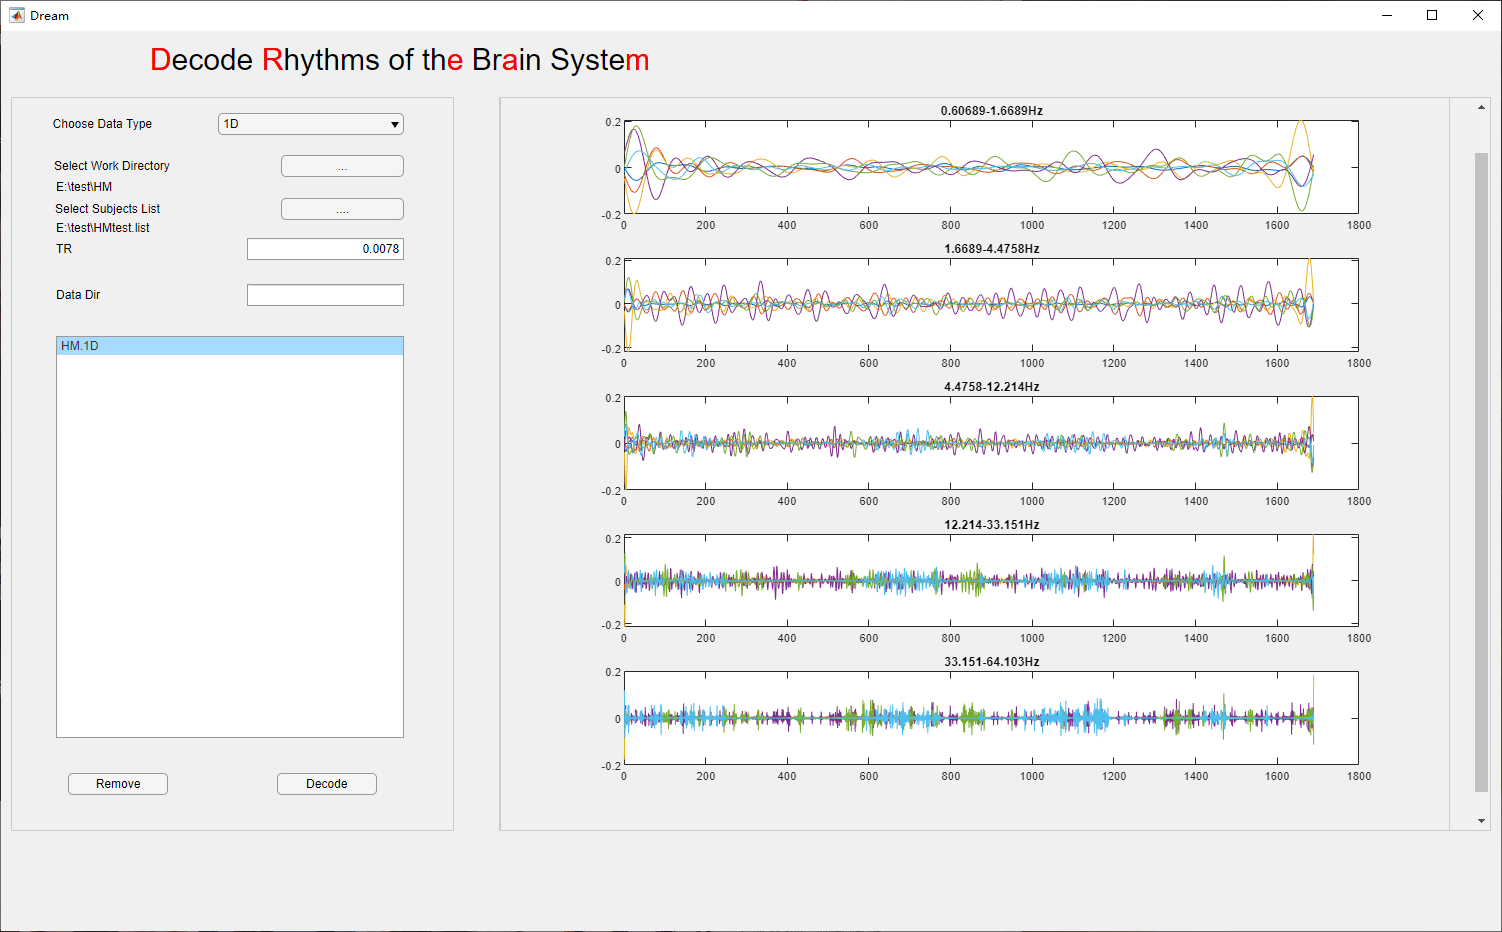 Dream
Decode Rhythms of the Brain System
Choose Data Type
1D
Select Work Directory
...
E:\test\HM
Select Subjects List
....
E:\test\HMtest.list
TR
0.0078
Data Dir
HM.1D
Remove
Decode
0.60689-1.6689Hz
0.2
0
-0.2
0 200 400 600 800 1000 1200 1400 1600 1800
1.6689-4.4758Hz
0.2
0
-0.2
0 200 400 600 800 1000 1200 1400 1600 1800
4.4758-12.214Hz
0.2
0
-0.2
0 200 400 600 800 1000 1200 1400 1600 1800
12.214-33.151Hz
0.2
0
-0.2
0 200 400 600 800 1000 1200 1400 1600 1800
33.151-64.103Hz
0.2
0
-0.2
0 200 400 600 800 1000 1200 1400 1600 1800